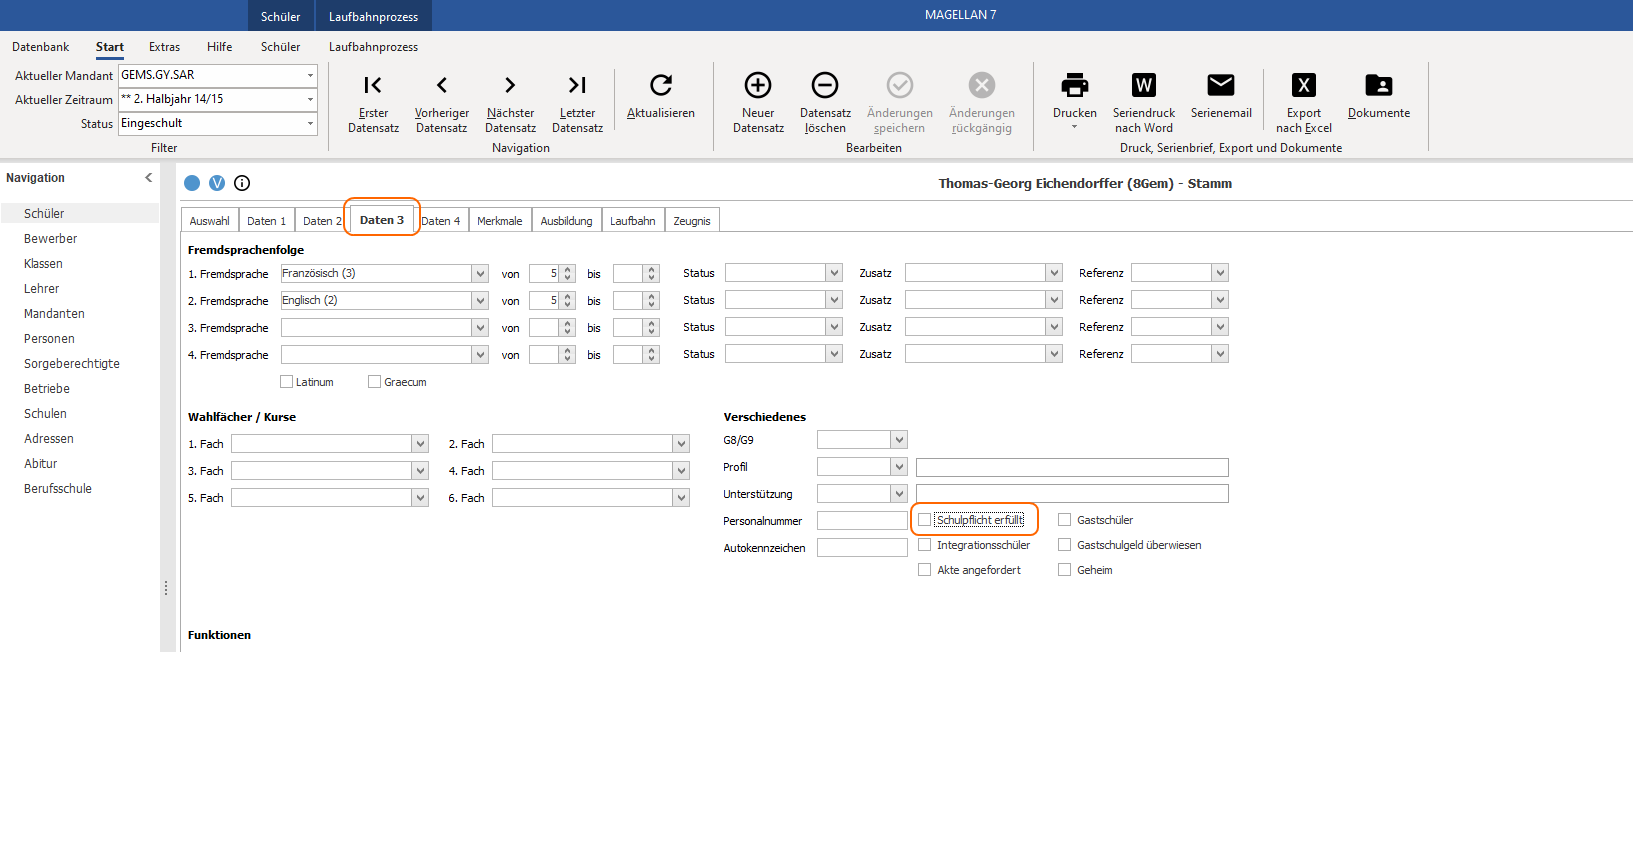 Schüler Laufbahnprozess MAGELLAN 7
Datenbank Start Extras Hilfe Schüler Laufbahnprozess
Aktueller Mandant GEMS.GY.SAR
Aktueller Zeitraum ** 2. Halbjahr 14/15
Status Eingeschult
Filter
Erster Datensatz
Vorheriger Datensatz
Nächster Datensatz
Letzter Datensatz
Aktualisieren
Navigation
Neuer Datensatz
Datensatz löschen
Änderungen speichern
Änderungen rückgängig
Bearbeiten
Drucken
W
Seriendruck nach Word
Serienemail
X
Export nach Excel
Dokumente
Druck, Serienbrief, Export und Dokumente
Navigation
Schüler
Bewerber
Klassen
Lehrer
Mandanten
Personen
Sorgeberechtigte
Betriebe
Schulen
Adressen
Abitur
Berufsschule
V i
Thomas-Georg Eichendorffer (8Gem) - Stamm
Auswahl Daten 1 Daten 2 Daten 3 Daten 4 Merkmale Ausbildung Laufbahn Zeugnis
Fremdsprachenfolge
1. Fremdsprache Französisch (3) von 5 bis Status Zusatz Referenz
2. Fremdsprache Englisch (2) von 5 bis Status Zusatz Referenz
3. Fremdsprache von bis Status Zusatz Referenz
4. Fremdsprache von bis Status Zusatz Referenz
Latinum Graecum
Wahlfächer / Kurse
1. Fach 2. Fach
3. Fach 4. Fach
5. Fach 6. Fach
Verschiedenes
G8/G9
Profil
Unterstützung
Personalnummer Schulpflicht erfüllt Gastschüler
Autokennzeichen Integrationsschüler Gastschulgeld überwiesen
Akte angefordert Geheim
Funktionen